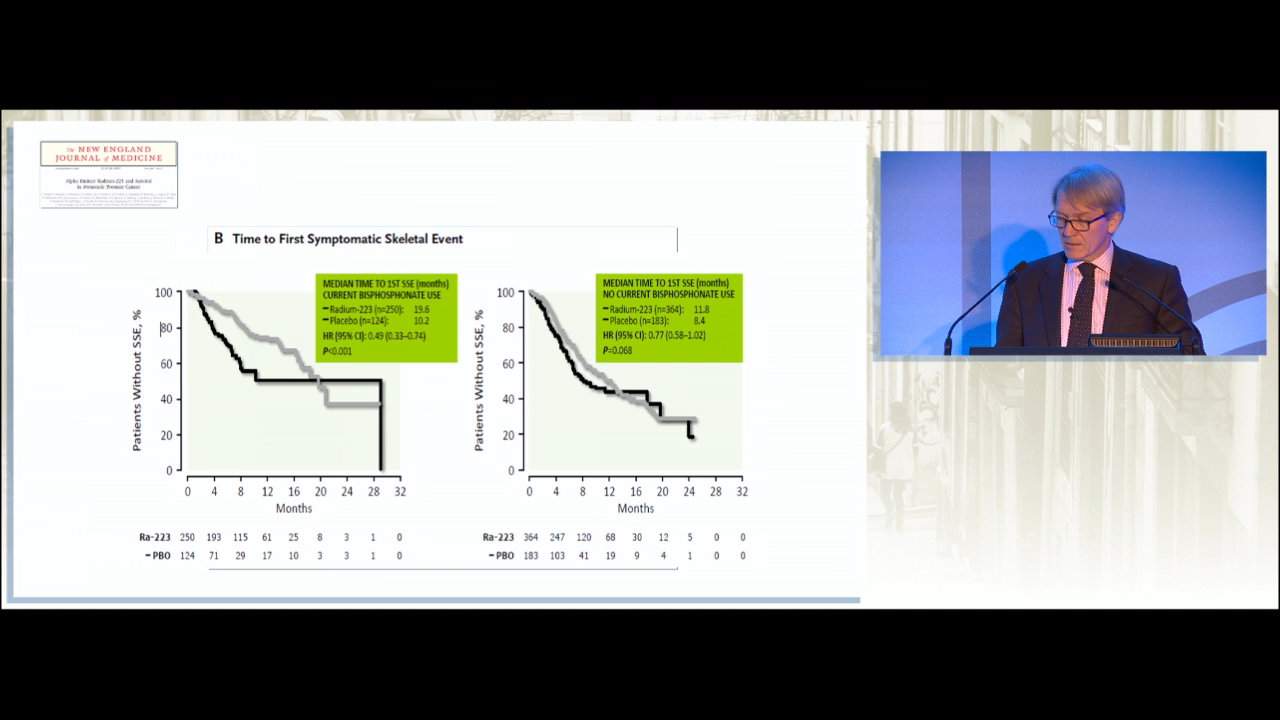 The NEW ENGLAND
JOURNAL of MEDICINE
Alpha Emitter Radium-223 and Survival
in Metastatic Prostate Cancer
B Time to First Symptomatic Skeletal Event
MEDIAN TIME TO 1ST SSE (months)
CURRENT BISPHOSPHONATE USE
Radium-223 (n=250): 19.6
Placebo (n=124): 10.2
HR (95% CI): 0.49 (0.33–0.74)
P<0.001
Patients Without SSE, %
100
80
60
40
20
0
0 4 8 12 16 20 24 28 32
Months
Ra-223 250 193 115 61 25 8 3 1 0
PBO 124 71 29 17 10 3 3 1 0
MEDIAN TIME TO 1ST SSE (months)
NO CURRENT BISPHOSPHONATE USE
Radium-223 (n=364): 11.8
Placebo (n=183): 8.4
HR (95% CI): 0.77 (0.58–1.02)
P=0.068
Patients Without SSE, %
100
80
60
40
20
0
0 4 8 12 16 20 24 28 32
Months
Ra-223 364 247 120 68 30 12 5 0 0
PBO 183 103 41 19 9 4 1 0 0